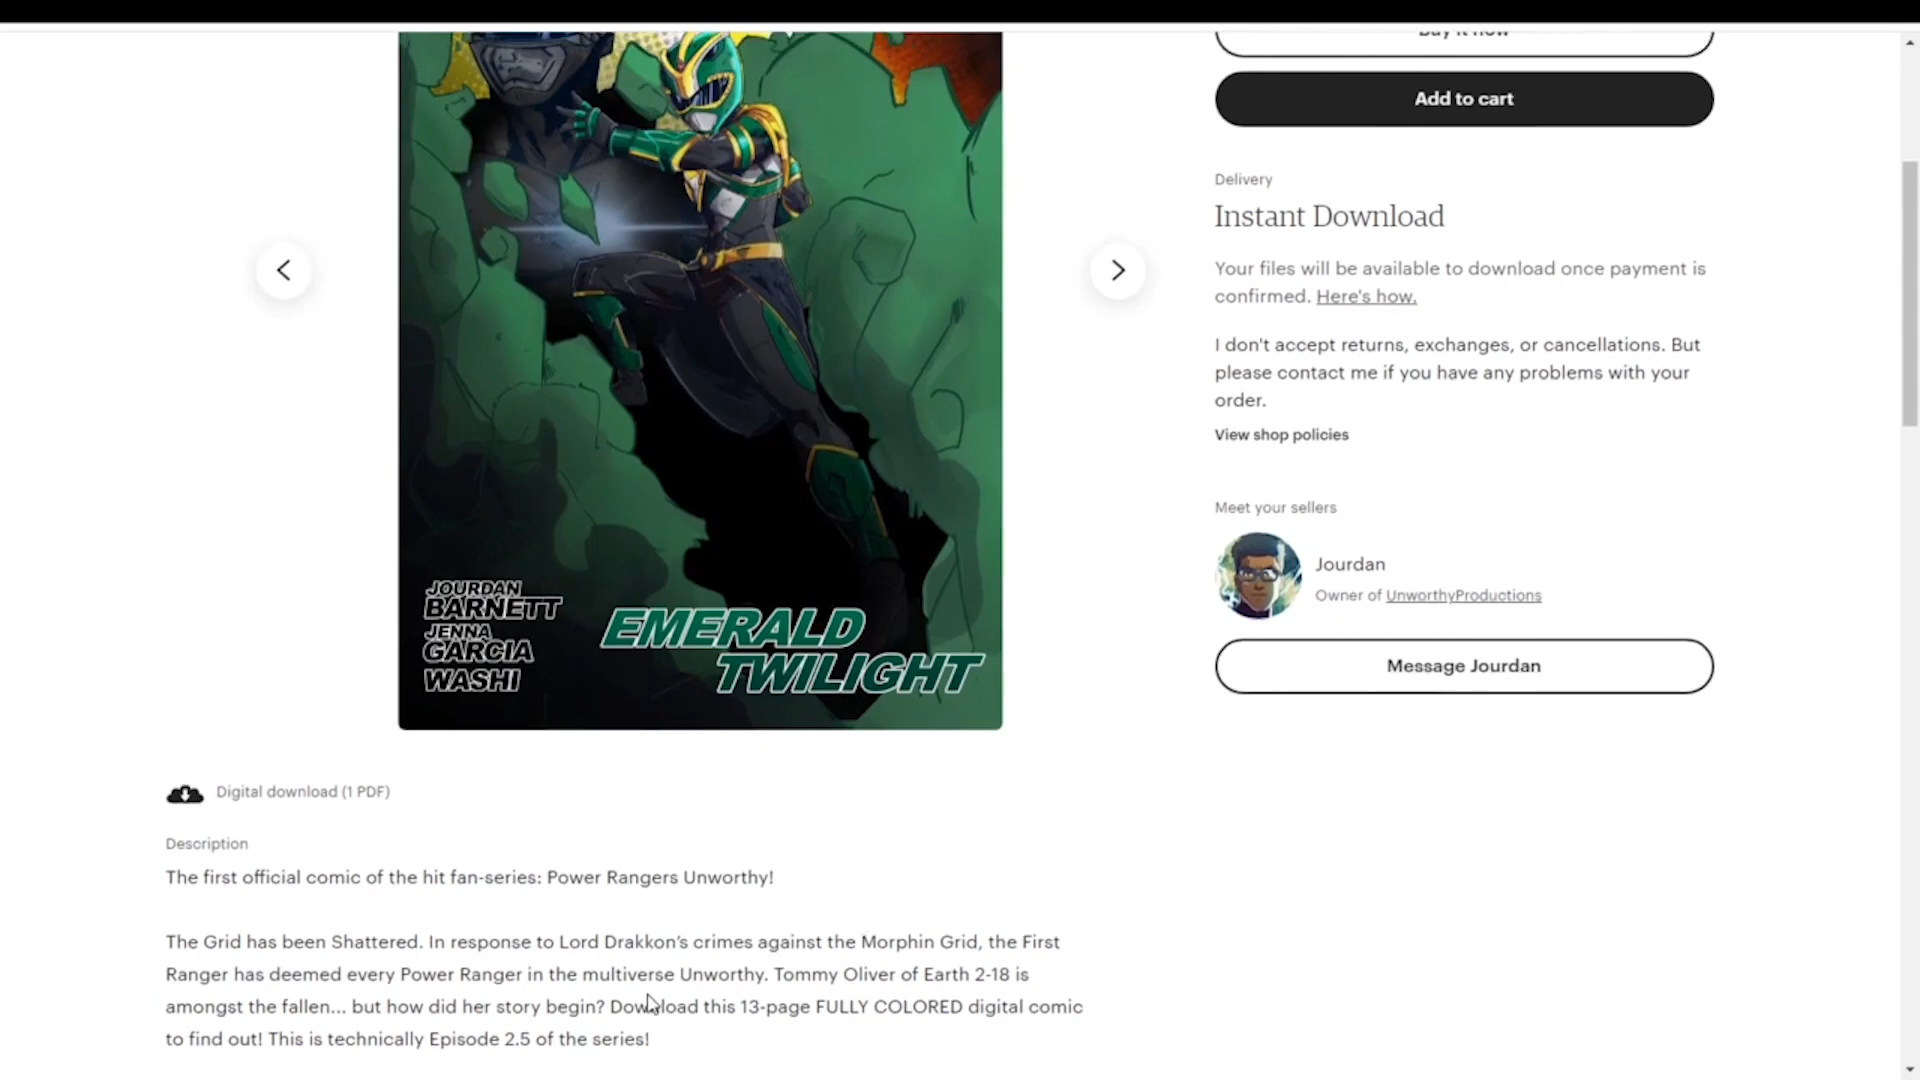 Buy it now
Add to cart
Delivery
Instant Download
Your files will be available to download once payment is
confirmed. Here's how.
I don't accept returns, exchanges, or cancellations. But
please contact me if you have any problems with your
order.
View shop policies
Meet your sellers
Jourdan
Owner of UnworthyProductions
Message Jourdan
JOURDAN
BARNETT
JENNA
GARCIA
WASHI
EMERALD
TWILIGHT
Digital download (1 PDF)
Description
The first official comic of the hit fan-series: Power Rangers Unworthy!
The Grid has been Shattered. In response to Lord Drakkon's crimes against the Morphin Grid, the First
Ranger has deemed every Power Ranger in the multiverse Unworthy. Tommy Oliver of Earth 2-18 is
amongst the fallen... but how did her story begin? Download this 13-page FULLY COLORED digital comic
to find out! This is technically Episode 2.5 of the series!